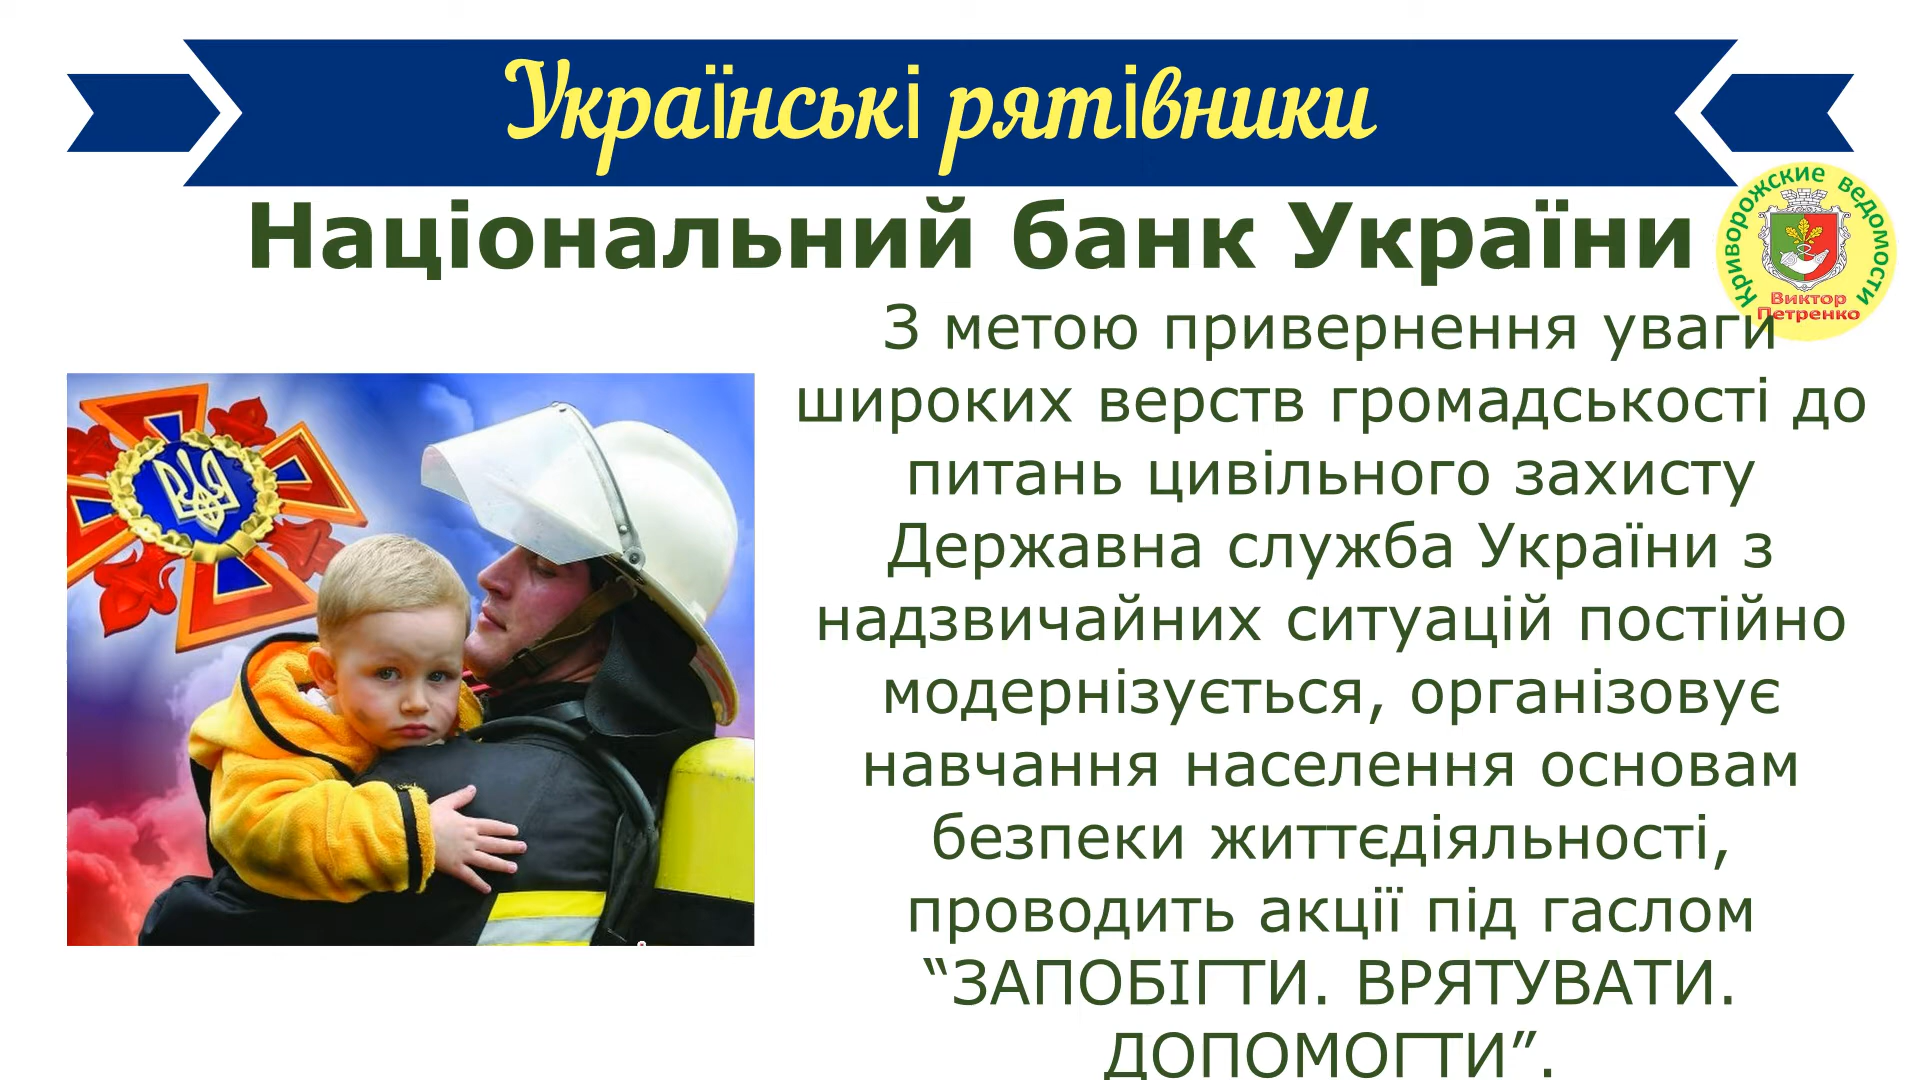 Українські рятівники
Національний банк України
Криворожские ведомости
Виктор
Петренко
З метою привернення уваги
широких верств громадськості до
питань цивільного захисту
Державна служба України з
надзвичайних ситуацій постійно
модернізується, організовує
навчання населення основам
безпеки життєдіяльності,
проводить акції під гаслом
“ЗАПОБІГТИ. ВРЯТУВАТИ.
ДОПОМОГТИ”.